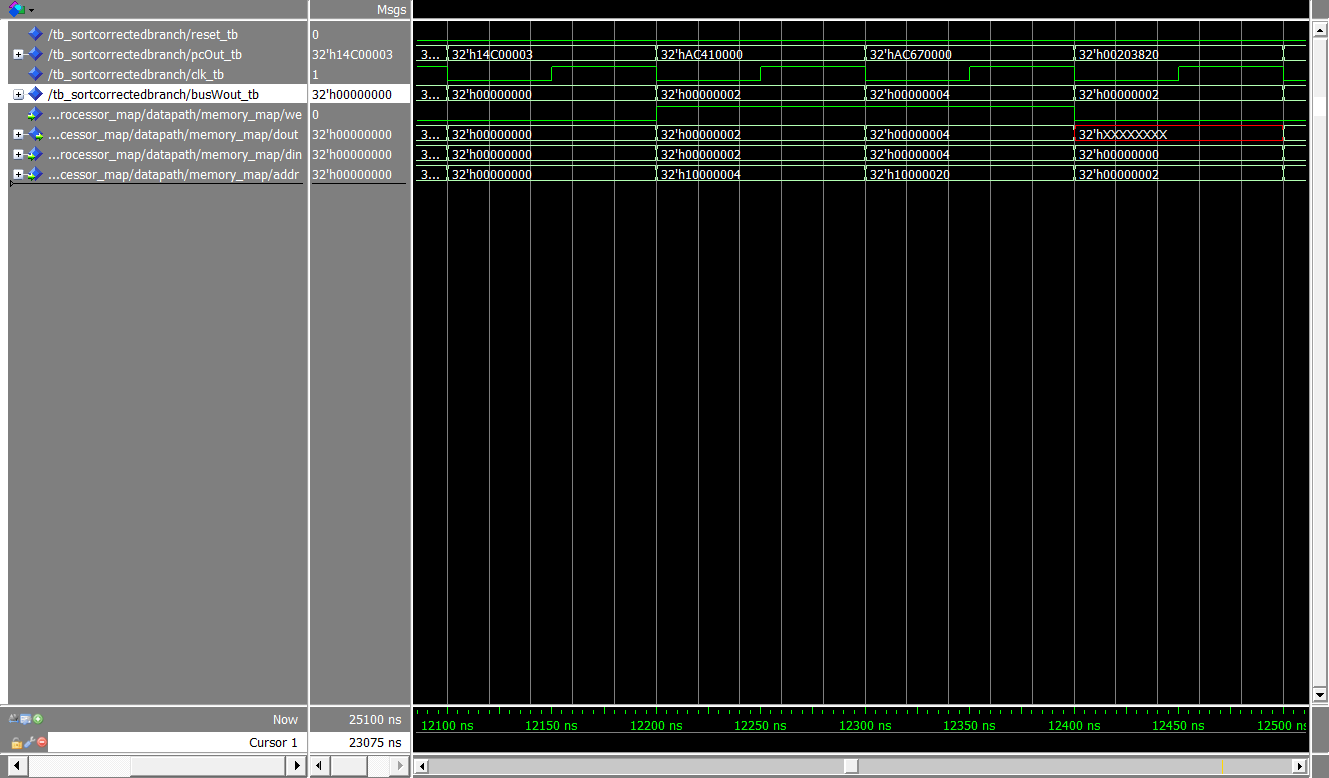 Msgs
/tb_sortcorrectedbranch/reset_tb 0
/tb_sortcorrectedbranch/pcOut_tb 32'h14C00003 3... 32'h14C00003 32'hAC410000 32'hAC670000 32'h00203820
/tb_sortcorrectedbranch/clk_tb 1
/tb_sortcorrectedbranch/busWout_tb 32'h00000000 3... 32'h00000000 32'h00000002 32'h00000004 32'h00000002
...rocessor_map/datapath/memory_map/we 0
...cessor_map/datapath/memory_map/dout 32'h00000000 3... 32'h00000000 32'h00000002 32'h00000004 32'hXXXXXXXX
...rocessor_map/datapath/memory_map/din 32'h00000000 3... 32'h00000000 32'h00000002 32'h00000004 32'h00000000
...cessor_map/datapath/memory_map/addr 32'h00000000 3... 32'h00000000 32'h10000004 32'h10000020 32'h00000002
Now 25100 ns 12100 ns 12150 ns 12200 ns 12250 ns 12300 ns 12350 ns 12400 ns 12450 ns 12500 n
Cursor 1 23075 ns